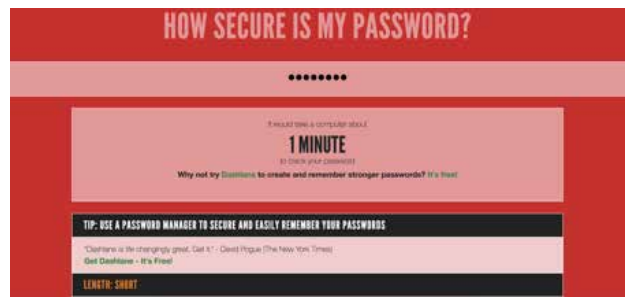 HOW SECURE IS MY PASSWORD?
••••••••
It would take a computer about
1 MINUTE
to crack your password
Why not try Dashlane to create and remember stronger passwords? It's free!
TIP: USE A PASSWORD MANAGER TO SECURE AND EASILY REMEMBER YOUR PASSWORDS
"Dashlane is life changingly great. Get it." - David Pogue (The New York Times)
Get Dashlane - It's Free!
LENGTH: SHORT